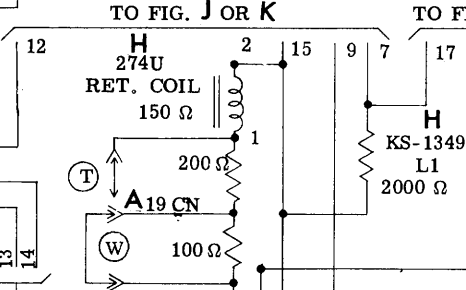 TO FIG. J OR K
TO FI
12
H
2
15
9
7
17
274U
RET. COIL
150 Ω
1
H
KS-1349
L1
2000 Ω
200 Ω
T
A 19 CN
W
100 Ω
13
14